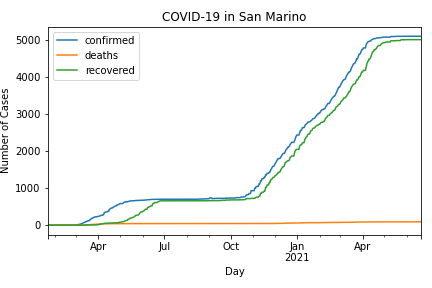 COVID-19 in San Marino
confirmed
deaths
recovered
Number of Cases
5000
4000
3000
2000
1000
0
Apr
Jul
Oct
Jan
2021
Apr
Day